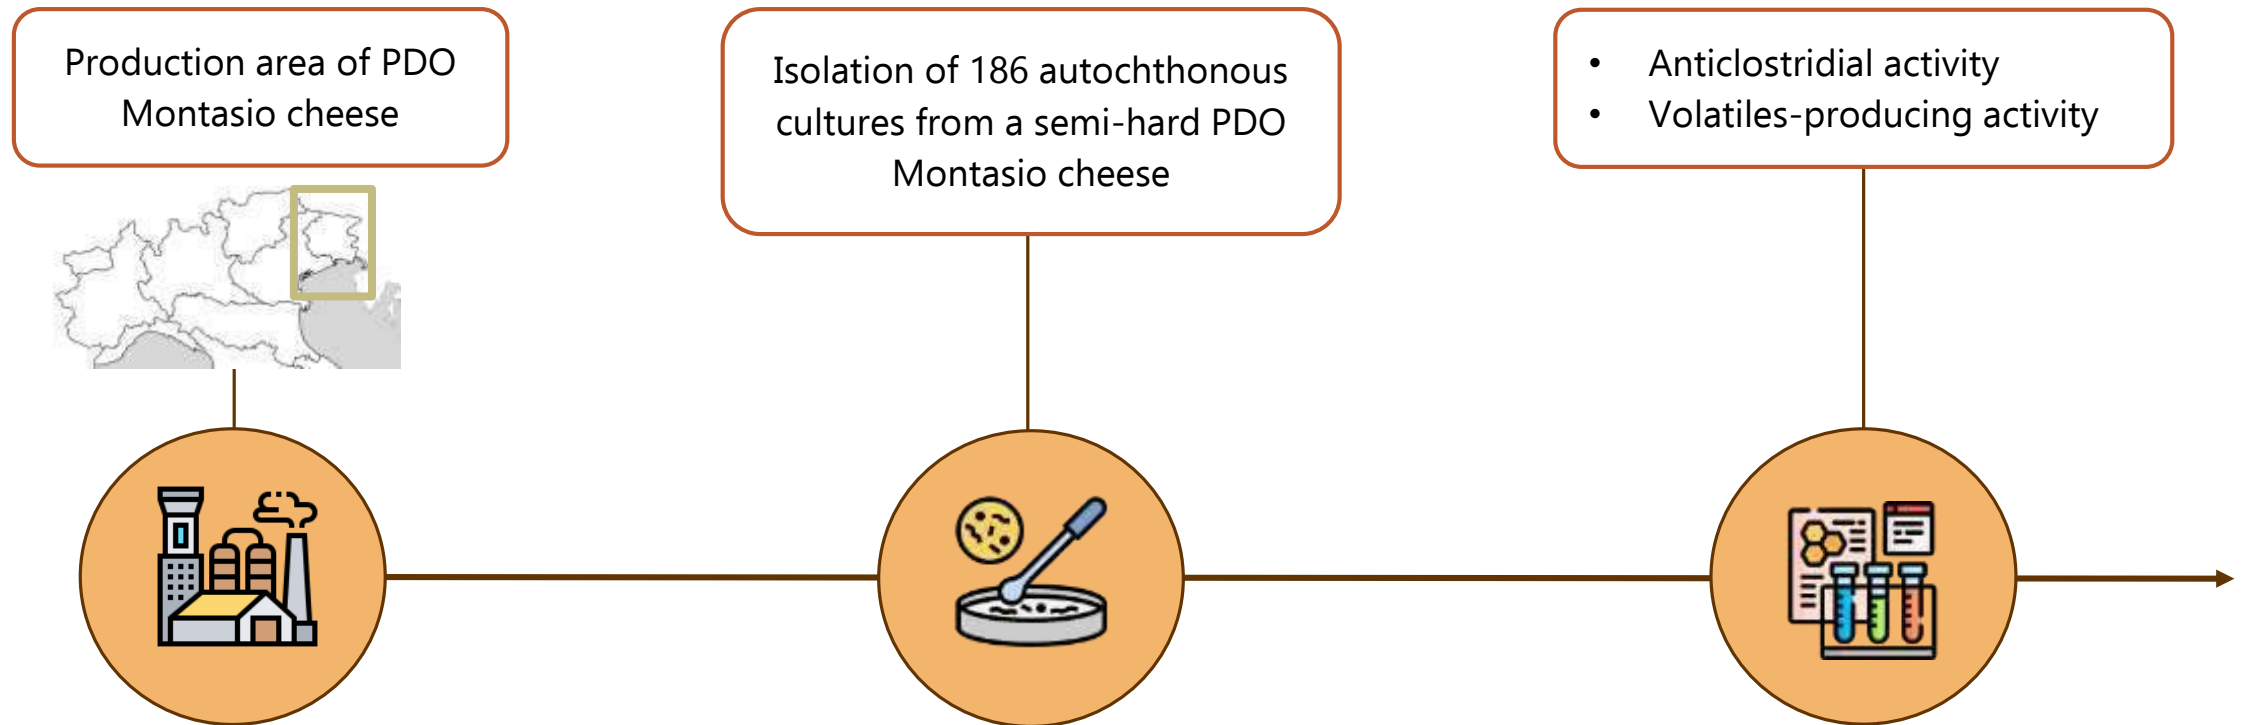 Production area of PDO
Montasio cheese
Isolation of 186 autochthonous
cultures from a semi-hard PDO
Montasio cheese
• Anticlostridial activity
• Volatiles-producing activity